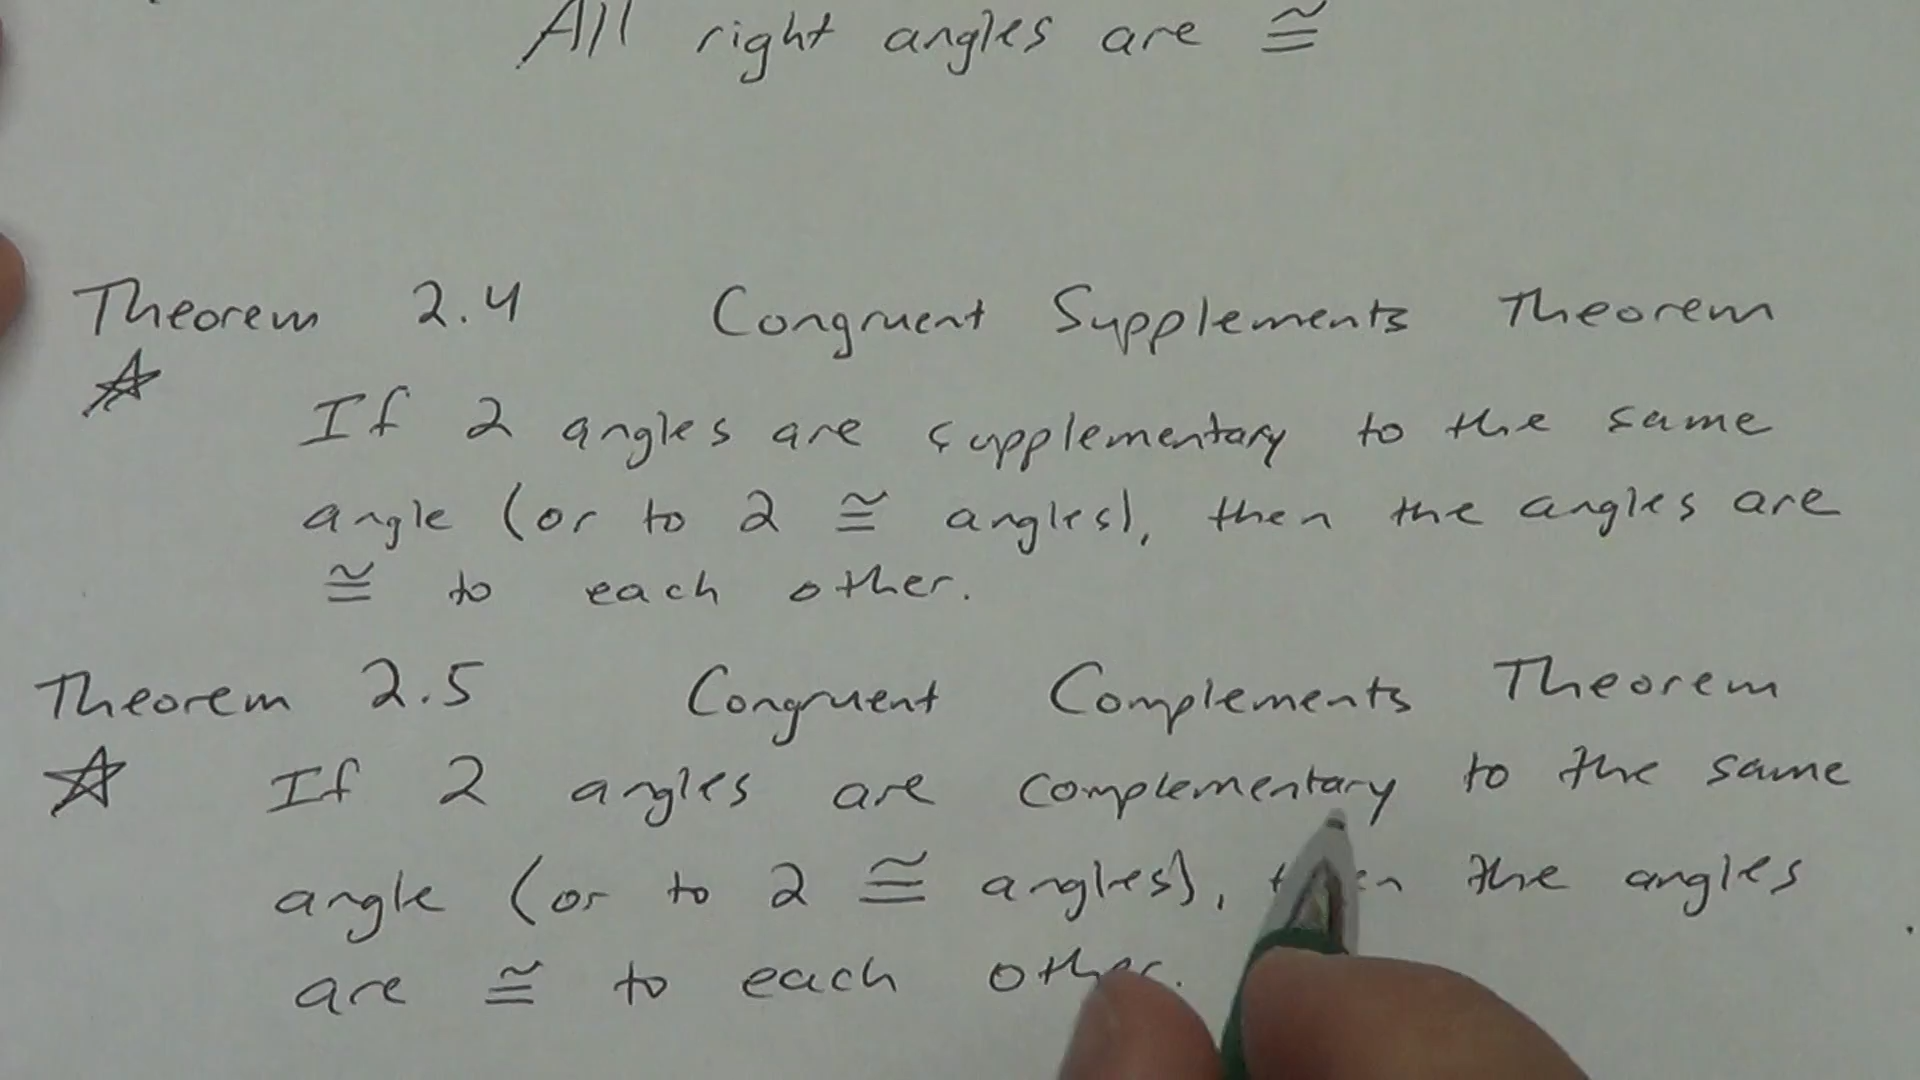 All right angles are ≅
Theorem 2.4 Congruent Supplements Theorem
If 2 angles are supplementary to the same
angle (or to 2 ≅ angles), then the angles are
≅ to each other.
Theorem 2.5 Congruent Complements Theorem
If 2 angles are complementary to the same
angle (or to 2 ≅ angles), then the angles
are ≅ to each other.